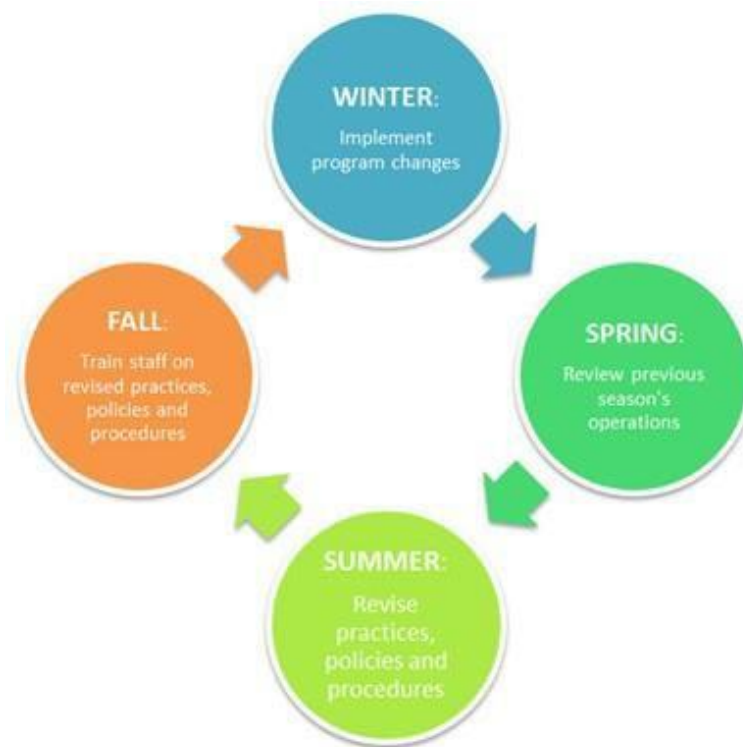 WINTER:
Implement
program changes
SPRING:
Review previous
season's
operations
SUMMER:
Revise
practices,
policies and
procedures
FALL:
Train staff on
revised practices,
policies and
procedures